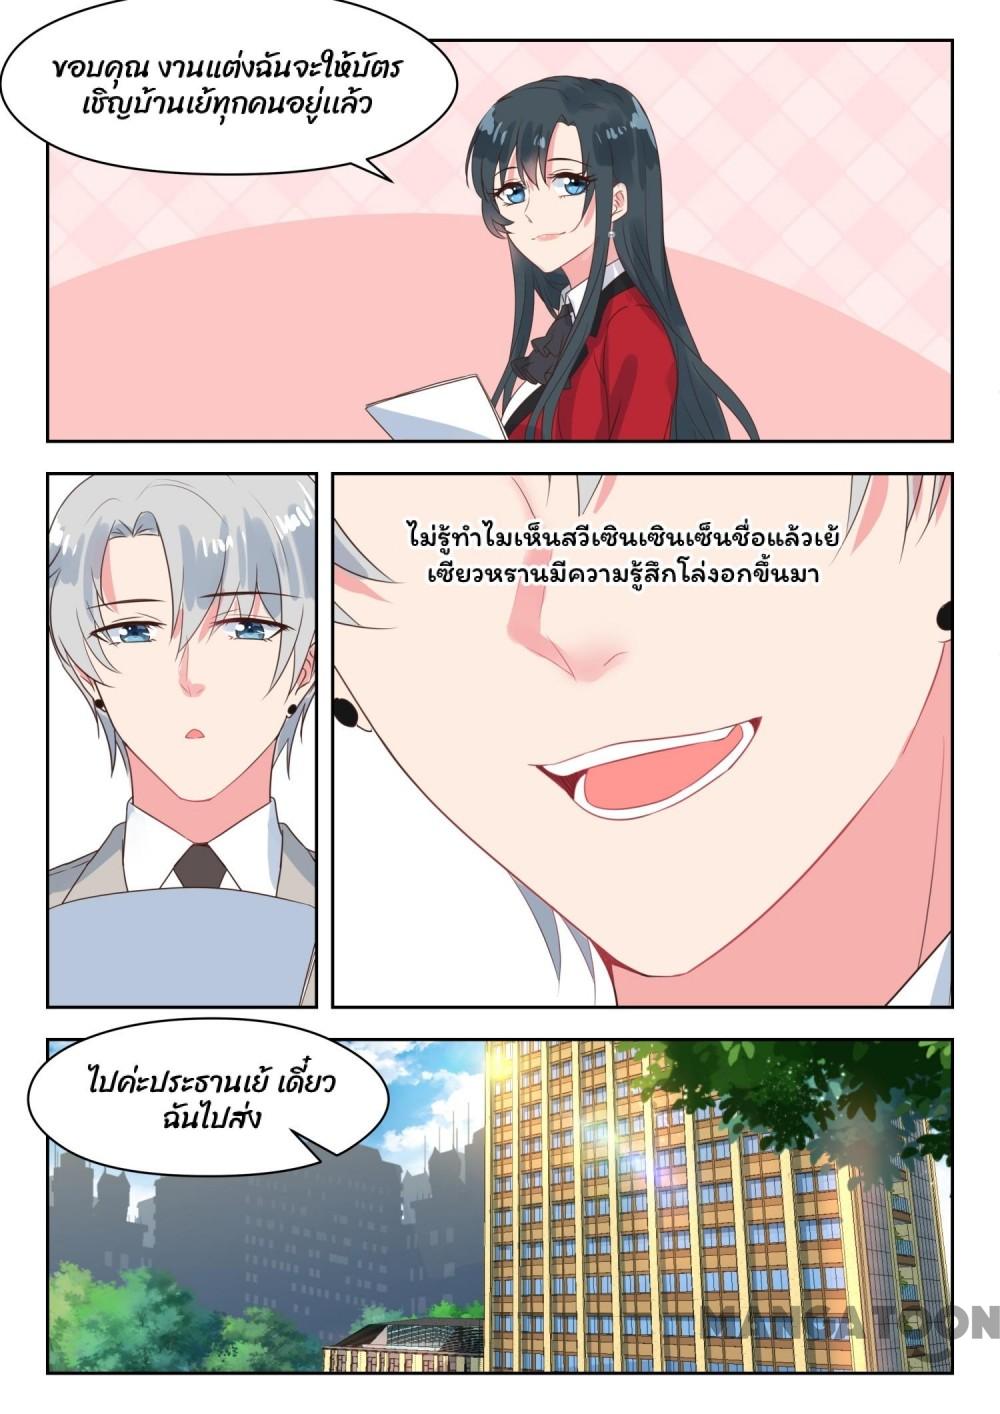 ขอบคุณ งานแต่งฉันจะให้บัตร
เชิญบ้านเย้ทุกคนอยู่แล้ว
ไม่รู้ทำไมเห็นสวีเซินเซินเซ็นชื่อแล้วเย้
เซียวหรานมีความรู้สึกโล่งอกขึ้นมา
ไปค่ะประธานเย้ เดี๋ยว
ฉันไปส่ง
MANGATOON